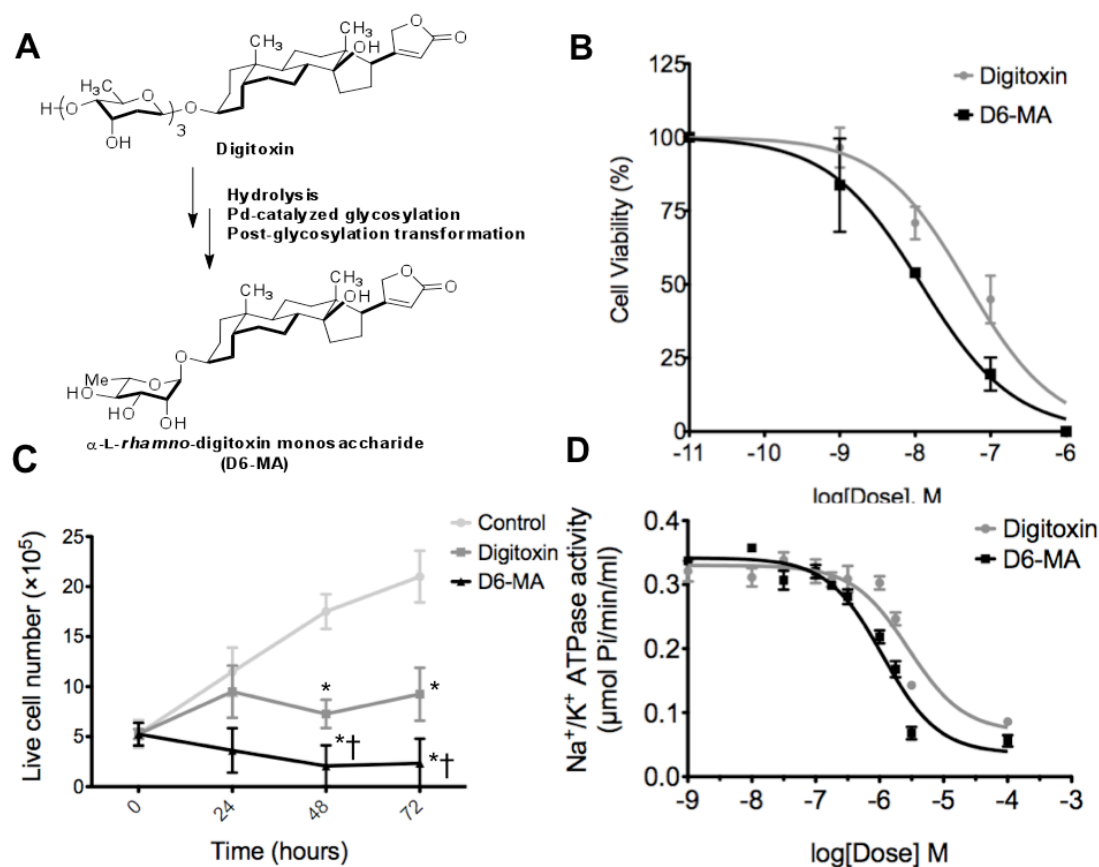 A
CH₃
CH₃
OH
O
O
H₃C
H(O
O
O)₃
OH
Digitoxin
Hydrolysis
Pd-catalyzed glycosylation
Post-glycosylation transformation
CH₃
CH₃
OH
O
O
O
Me
O
HO
HO
OH
α-L-rhamno-digitoxin monosaccharide
(D6-MA)
B
Digitoxin
D6-MA
Cell Viability (%)
125
100
75
50
25
0
-11 -10 -9 -8 -7 -6
log[Dose], M
C
Control
Digitoxin
D6-MA
Live cell number (×10⁵)
25
20
15
10
5
0
*
*
*†
*†
0 24 48 72
Time (hours)
D
Digitoxin
D6-MA
Na⁺/K⁺ ATPase activity
(µmol Pi/min/ml)
0.4
0.3
0.2
0.1
0.0
-9 -8 -7 -6 -5 -4 -3
log[Dose] M